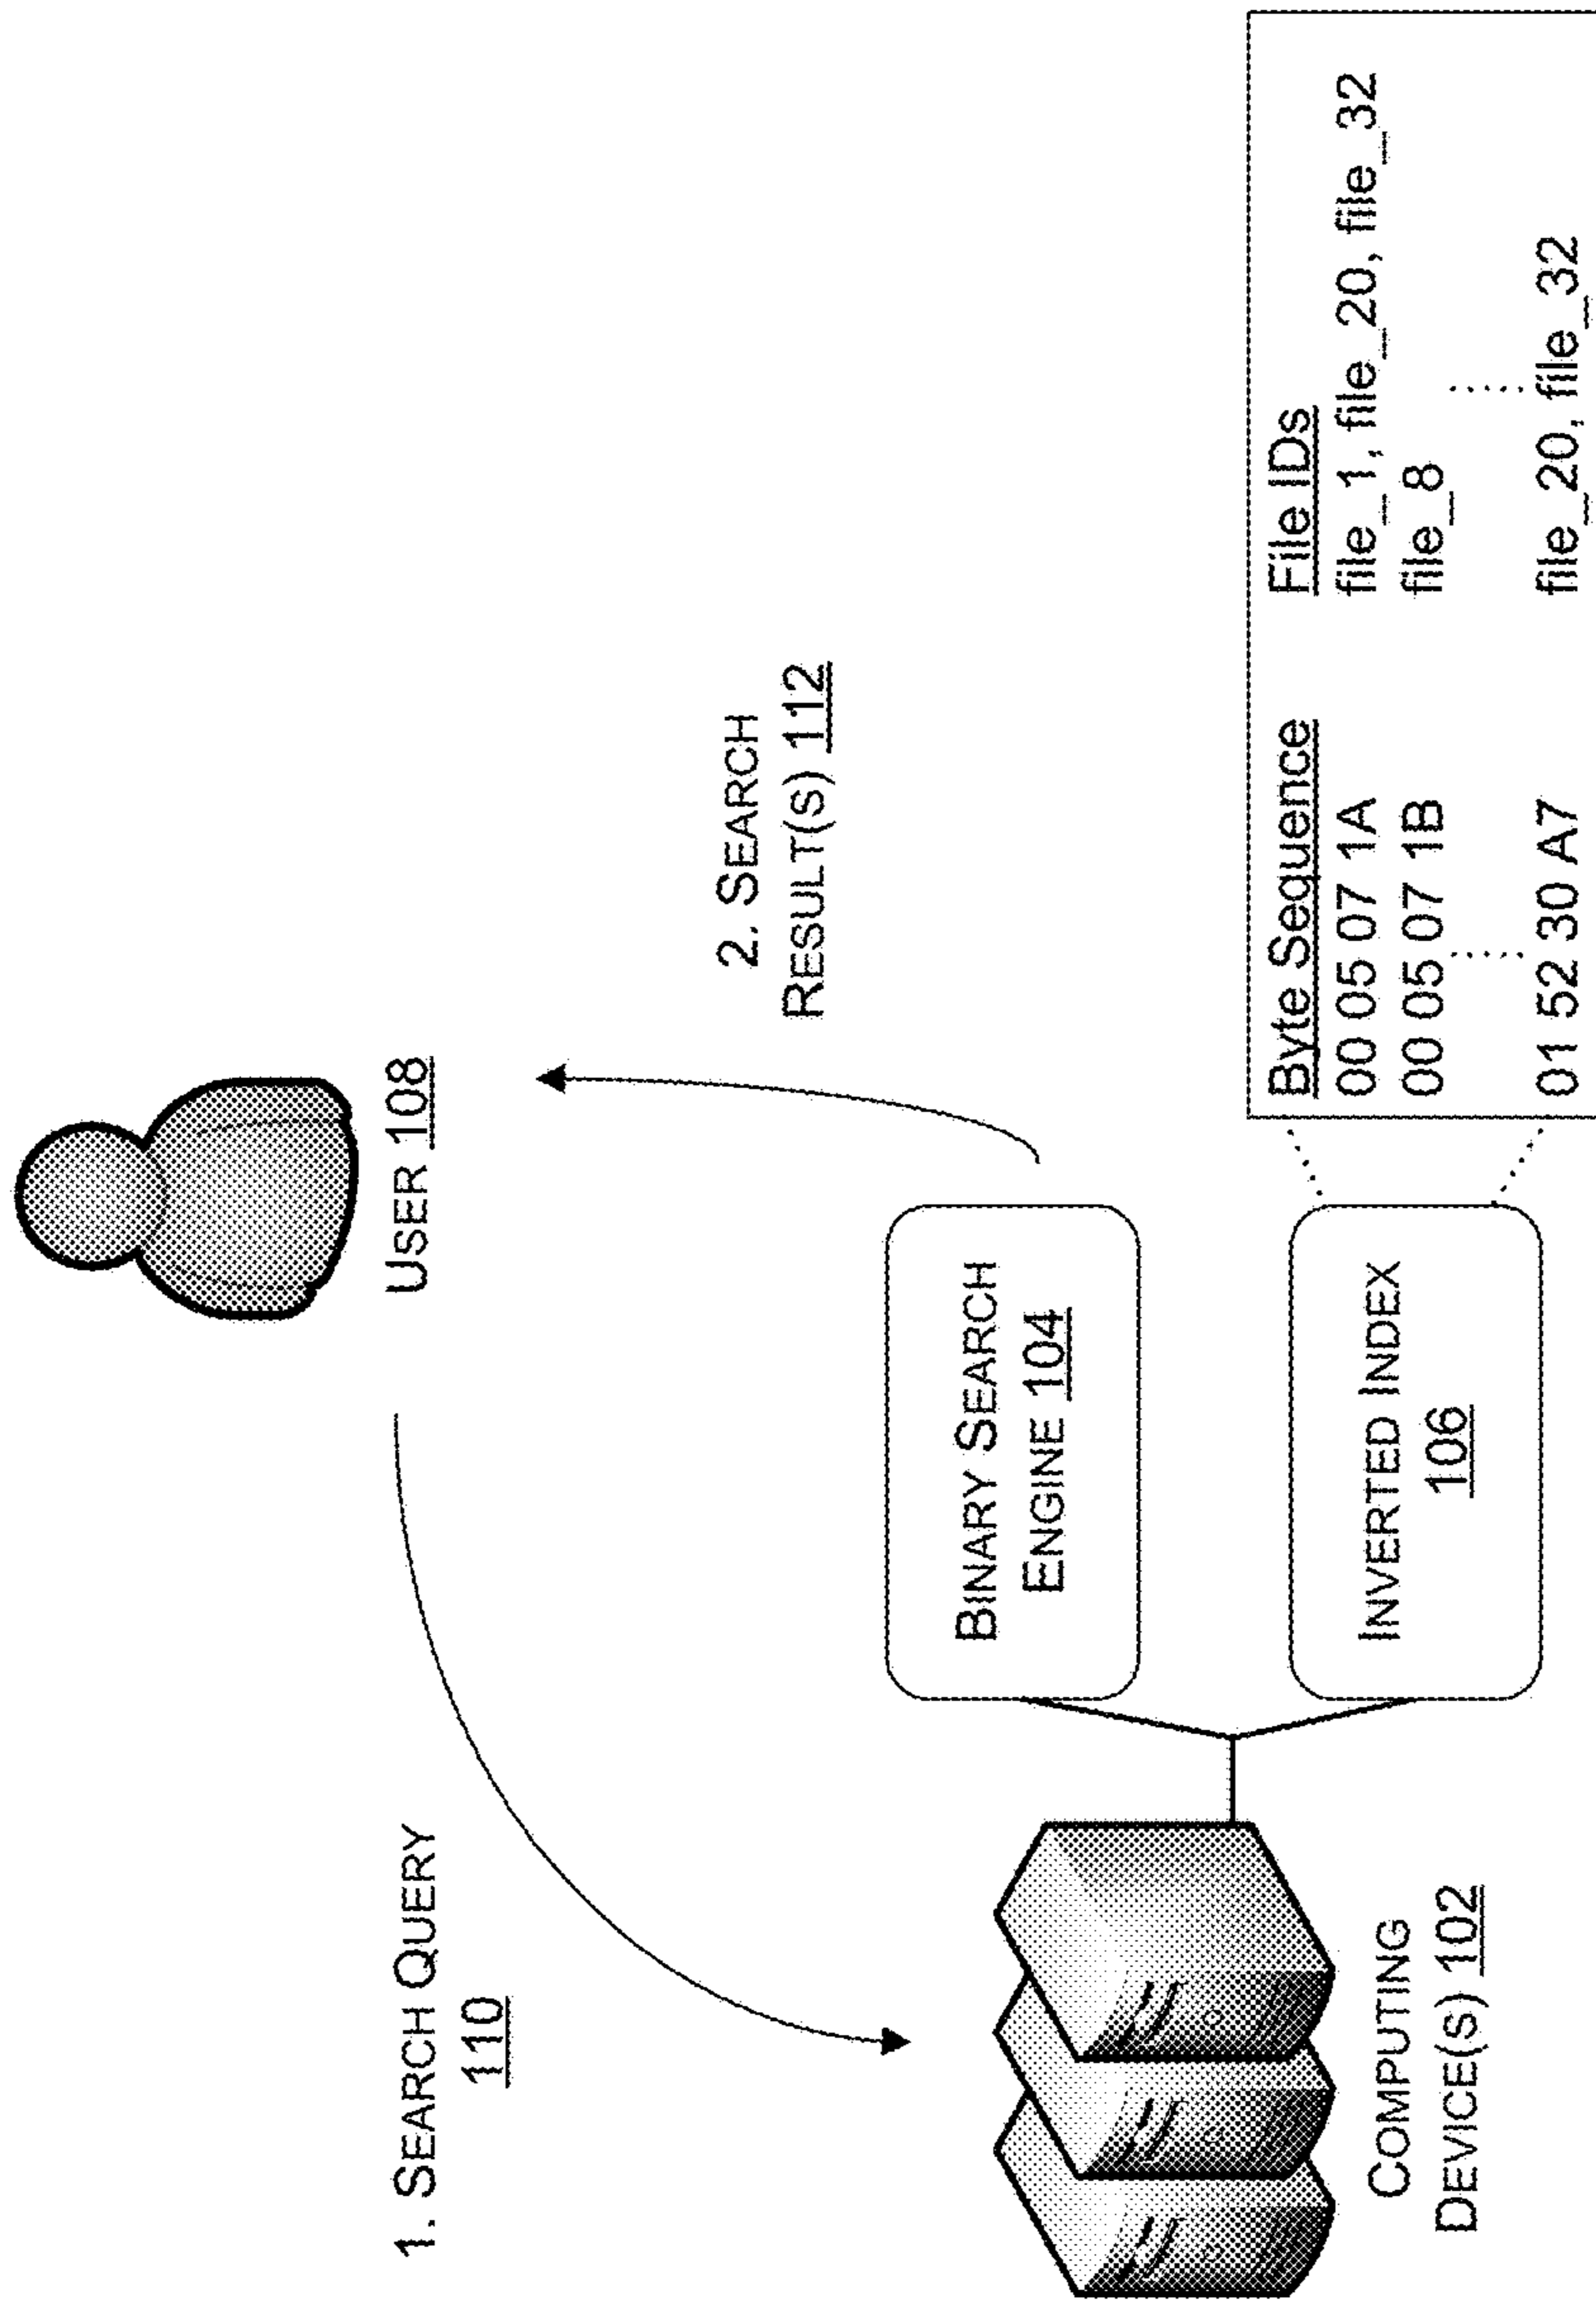 USER 108
1. SEARCH QUERY
110
2. SEARCH
RESULT(S) 112
BINARY SEARCH
ENGINE 104
INVERTED INDEX
106
COMPUTING
DEVICE(S) 102
Byte Sequence File IDs
00 05 07 1A file_1, file_20, file_32
00 05 07 1B file_8
01 52 30 A7 file_20, file_32